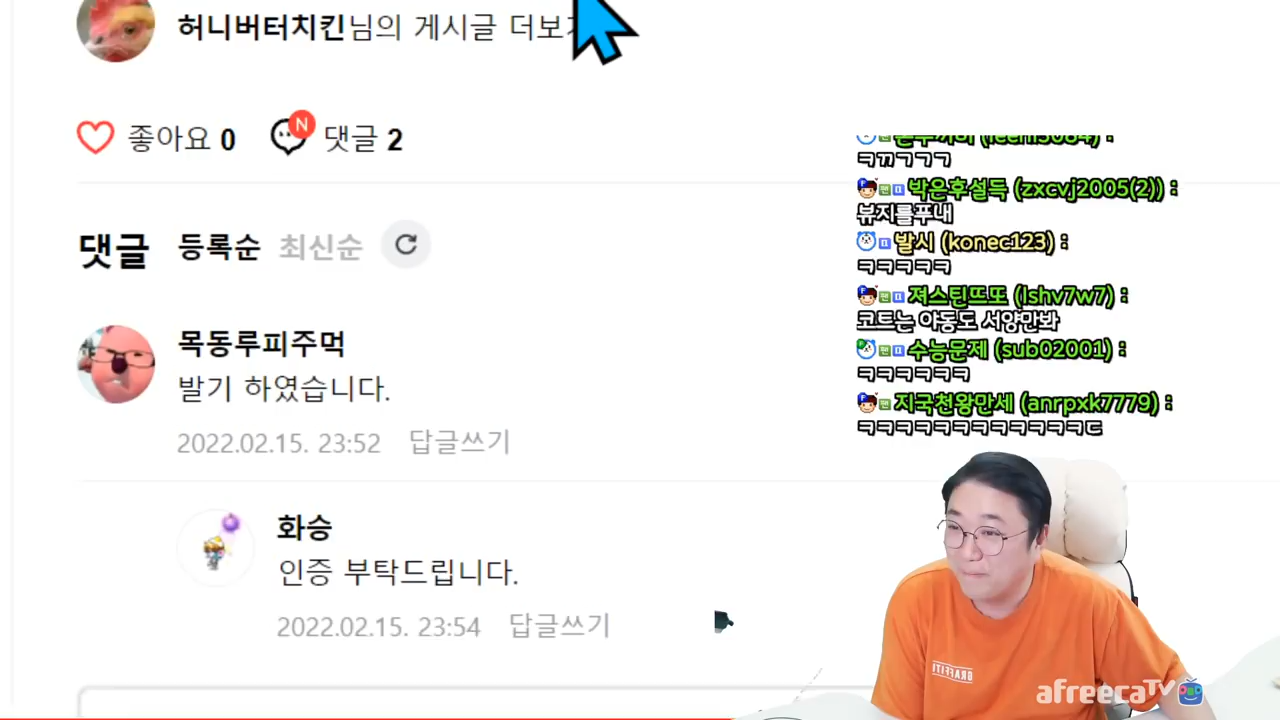 허니버터치킨님의 게시글 더보기
좋아요 0
N
댓글 2
댓글 등록순 최신순
목동루피주먹
발기 하였습니다.
2022.02.15. 23:52 답글쓰기
화승
인증 부탁드립니다.
2022.02.15. 23:54 답글쓰기
ㅋㄲㄱㄱㄱ
박은후설득 (zxcvj2005(2)) :
뷰지를푸내
발시 (konec123) :
ㅋㅋㅋㅋㅋ
져스틴뜨또 (lshv7w7) :
코트는 야동도 서양만봐
수능문제 (sub02001) :
ㅋㅋㅋㅋㅋㅋ
지국천왕만세 (anrpxk7779) :
ㅋㅋㅋㅋㅋㅋㅋㅋㅋㅋㅋㅋㄷ
GRAFFITI
afreecaTV